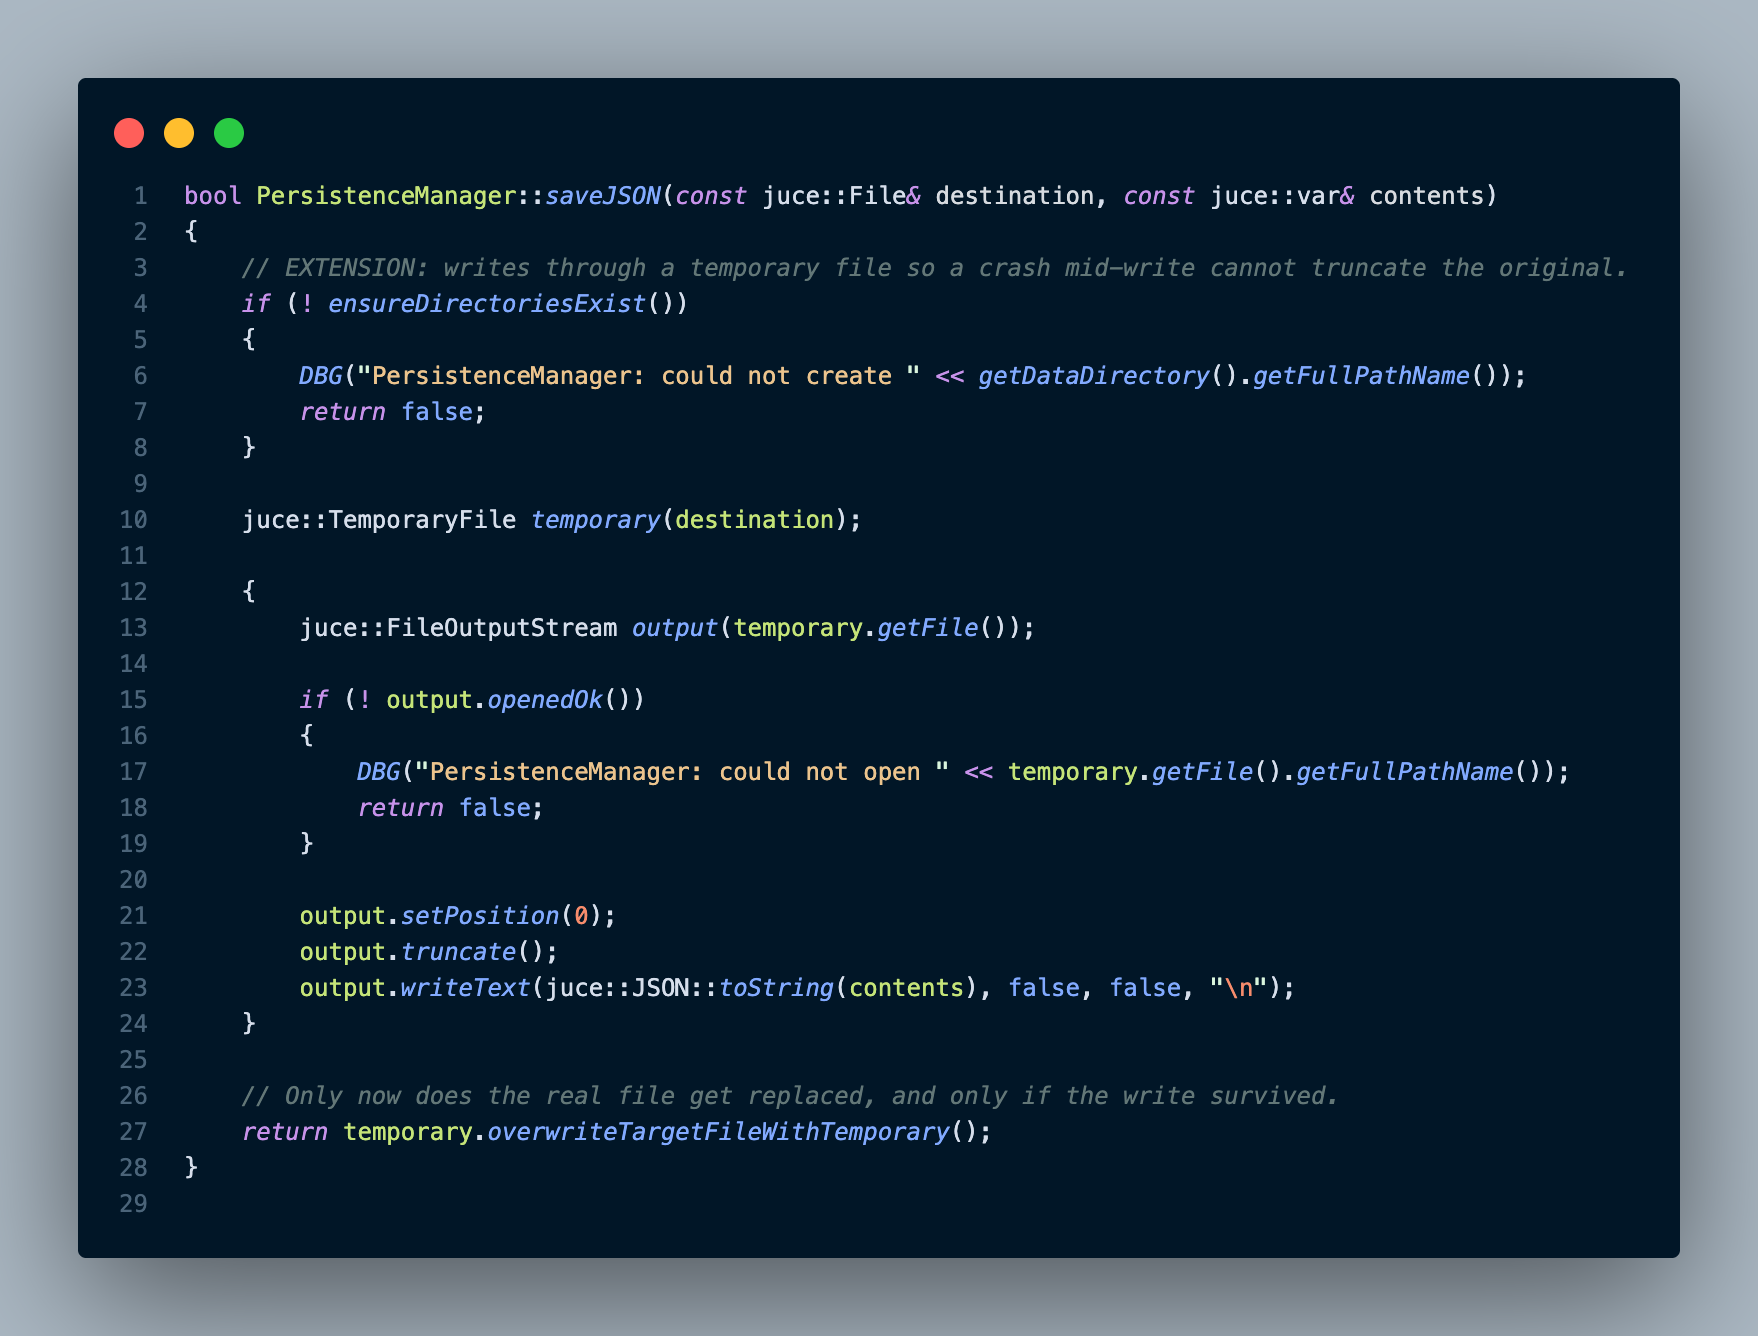 1 bool PersistenceManager::saveJSON(const juce::File& destination, const juce::var& contents)
2 {
3     // EXTENSION: writes through a temporary file so a crash mid-write cannot truncate the original.
4     if (! ensureDirectoriesExist())
5     {
6         DBG("PersistenceManager: could not create " << getDataDirectory().getFullPathName());
7         return false;
8     }
9
10     juce::TemporaryFile temporary(destination);
11
12     {
13         juce::FileOutputStream output(temporary.getFile());
14
15         if (! output.openedOk())
16         {
17             DBG("PersistenceManager: could not open " << temporary.getFile().getFullPathName());
18             return false;
19         }
20
21         output.setPosition(0);
22         output.truncate();
23         output.writeText(juce::JSON::toString(contents), false, false, "\n");
24     }
25
26     // Only now does the real file get replaced, and only if the write survived.
27     return temporary.overwriteTargetFileWithTemporary();
28 }
29